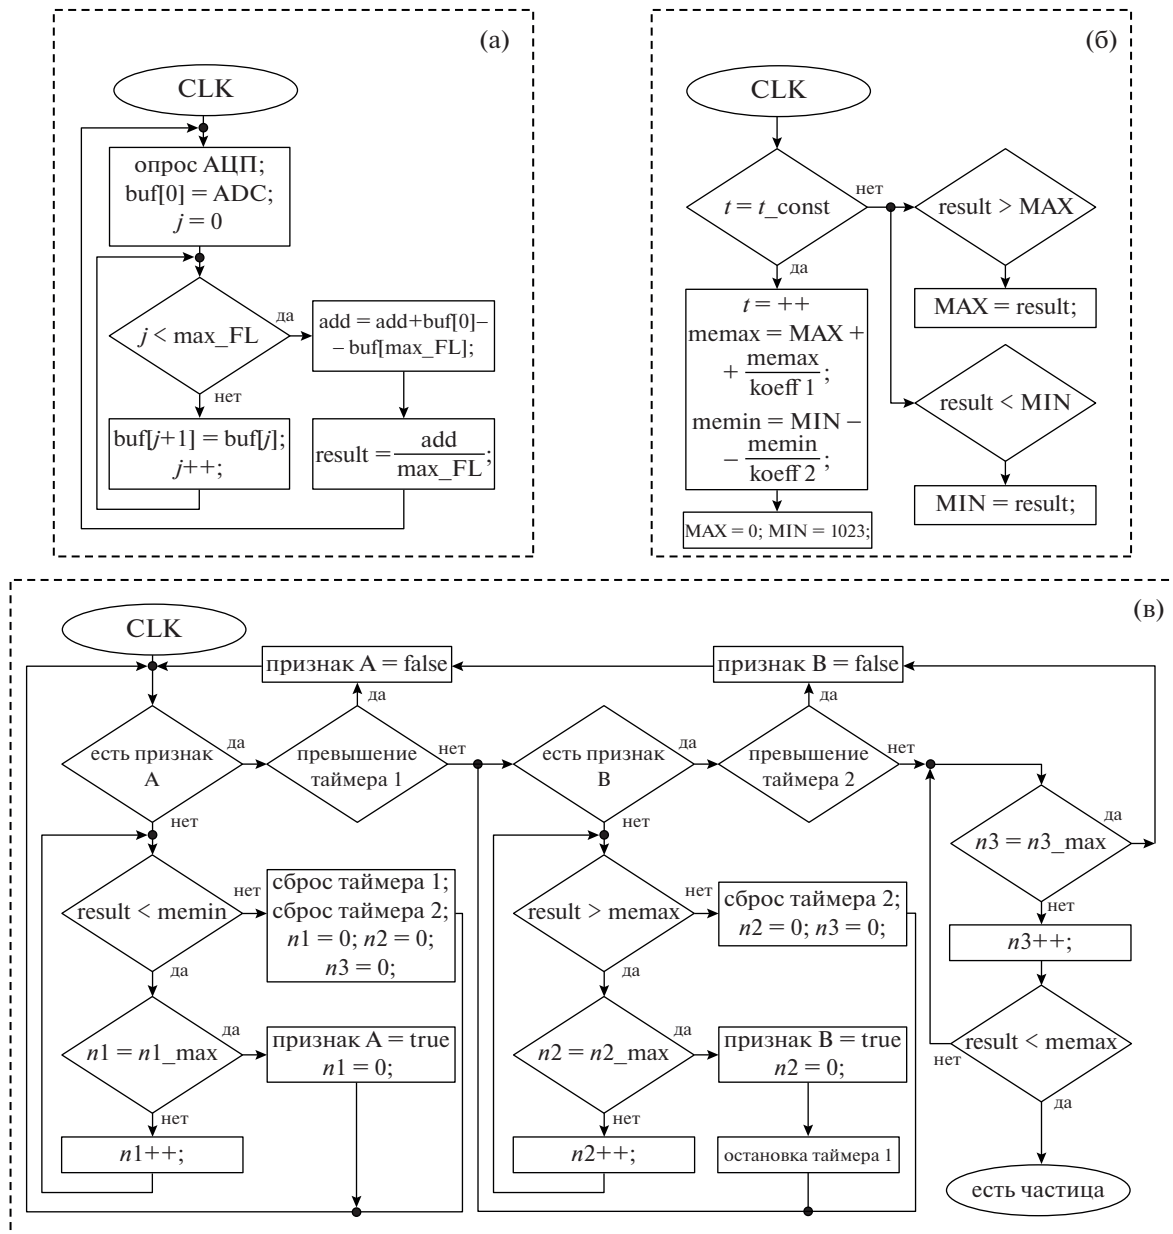 (а)
CLK
опрос АЦП;
buf[0] = ADC;
j = 0
j < max_FL
да
add = add+buf[0]–
– buf[max_FL];
нет
buf[j+1] = buf[j];
j++;
result = add
max_FL;
(б)
CLK
t = t_const
нет
result > MAX
да
MAX = result;
t = ++
memax = MAX +
+ memax
koeff 1;
memin = MIN –
– memin
koeff 2;
result < MIN
MIN = result;
MAX = 0; MIN = 1023;
(в)
CLK
признак A = false
признак B = false
да
да
есть признак
A
да
превышение
таймера 1
нет
есть признак
B
да
превышение
таймера 2
нет
n3 = n3_max
да
нет
нет
нет
result < memin
нет
сброс таймера 1;
сброс таймера 2;
n1 = 0; n2 = 0;
n3 = 0;
result > memax
нет
сброс таймера 2;
n2 = 0; n3 = 0;
n3++;
да
да
n1 = n1_max
да
признак A = true
n1 = 0;
n2 = n2_max
да
признак B = true
n2 = 0;
result < memax
нет
да
нет
нет
n1++;
n2++;
остановка таймера 1
есть частица